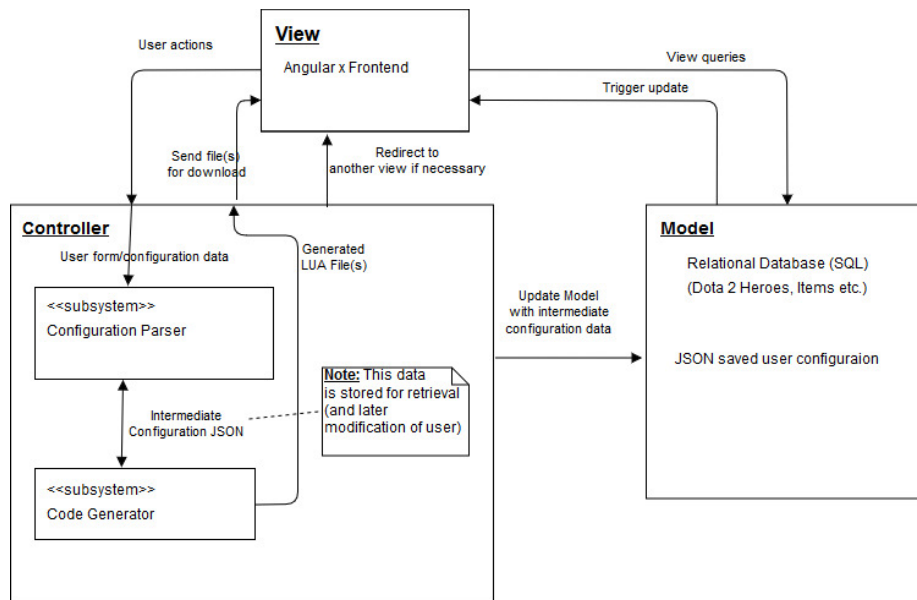 View
Angular x Frontend
User actions
View queries
Trigger update
Send file(s)
for download
Redirect to
another view if necessary
Controller
User form/configuration data
Generated
LUA File(s)
<<subsystem>>
Configuration Parser
Intermediate
Configuration JSON
Note: This data
is stored for retrieval
(and later
modification of user)
<<subsystem>>
Code Generator
Update Model
with intermediate
configuration data
Model
Relational Database (SQL)
(Dota 2 Heroes, Items etc.)
JSON saved user configuraion